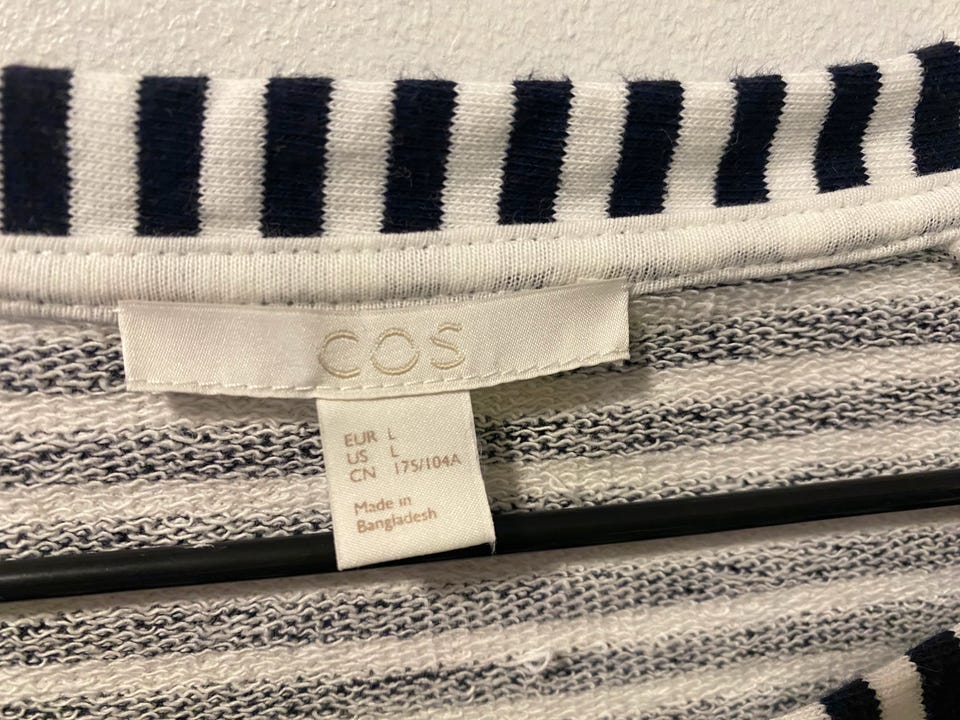 COS
EUR L
US L
CN 175/104A
Made in
Bangladesh